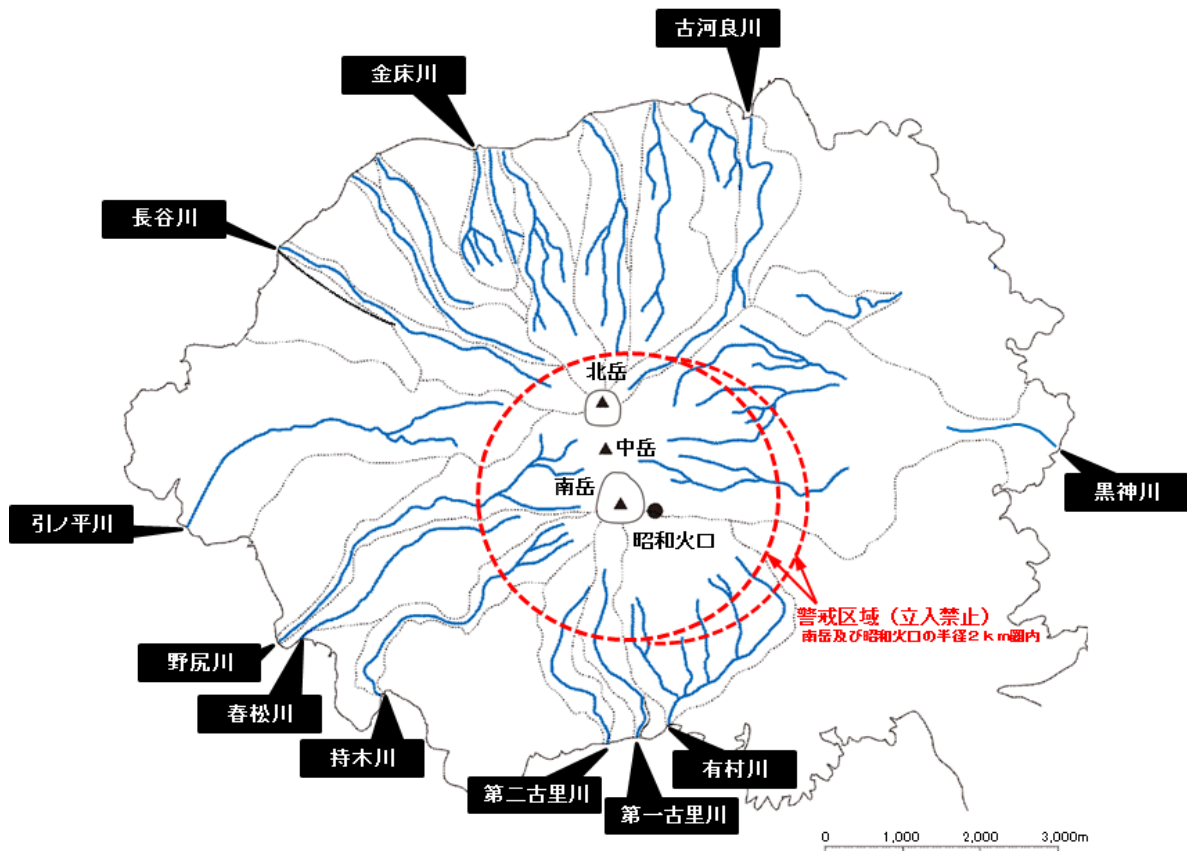 古河良川
金床川
長谷川
北岳
中岳
南岳
昭和火口
黒神川
引ノ平川
警戒区域（立入禁止）
南岳及び昭和火口の半径２ｋｍ圏内
野尻川
春松川
持木川
有村川
第二古里川
第一古里川
0 1,000 2,000 3,000m